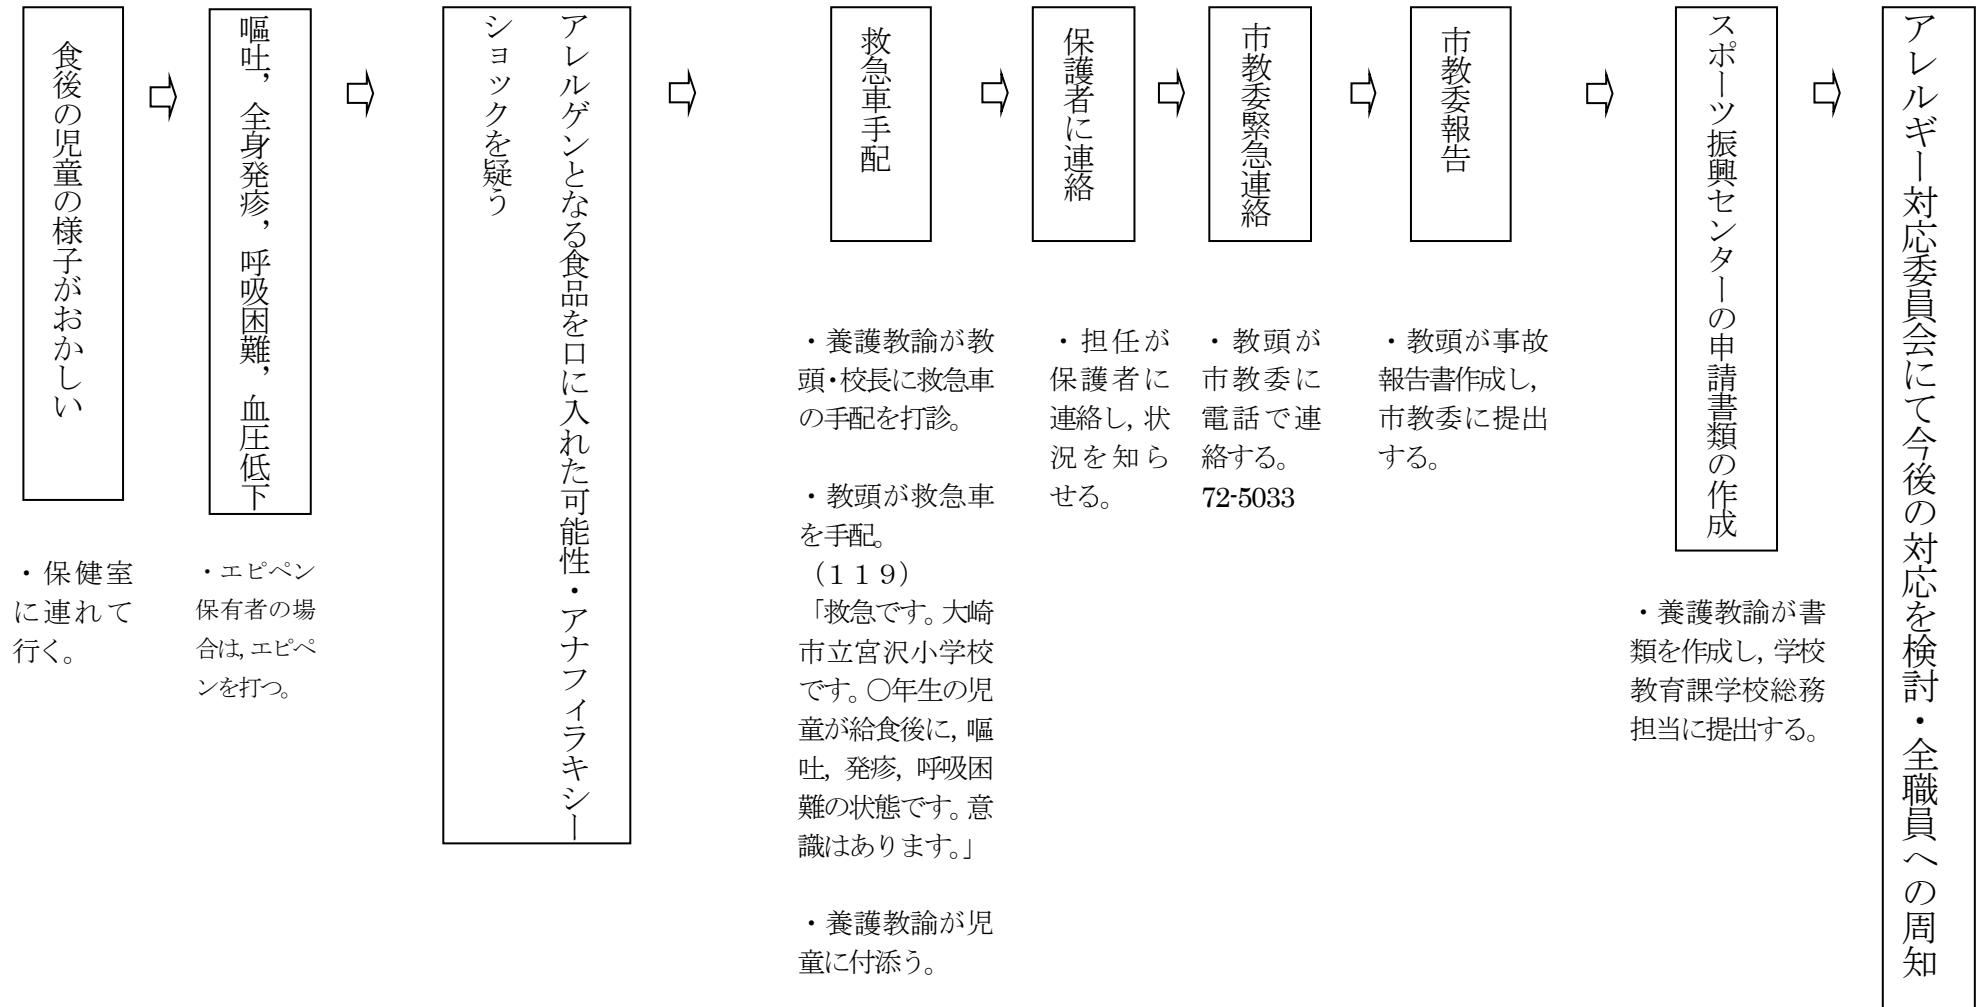 食後の児童の様子がおかしい
・保健室
に連れて
行く。
嘔吐，全身発疹，呼吸困難，血圧低下
・エピペン
保有者の場
合は，エピペ
ンを打つ。
アレルゲンとなる食品を口に入れた可能性・アナフィラキシー
ショックを疑う
救急車手配
・養護教諭が教
頭・校長に救急車
の手配を打診。
・教頭が救急車
を手配。
（１１９）
「救急です。大崎
市立宮沢小学校
です。〇年生の児
童が給食後に，嘔
吐，発疹，呼吸困
難の状態です。意
識はあります。」
・養護教諭が児
童に付添う。
保護者に連絡
・担任が
保護者に
連絡し，状
況を知ら
せる。
市教委緊急連絡
・教頭が
市教委に
電話で連
絡する。
72-5033
市教委報告
・教頭が事故
報告書作成し，
市教委に提出
する。
スポーツ振興センターの申請書類の作成
・養護教諭が書
類を作成し，学校
教育課学校総務
担当に提出する。
アレルギー対応委員会にて今後の対応を検討・全職員への周知